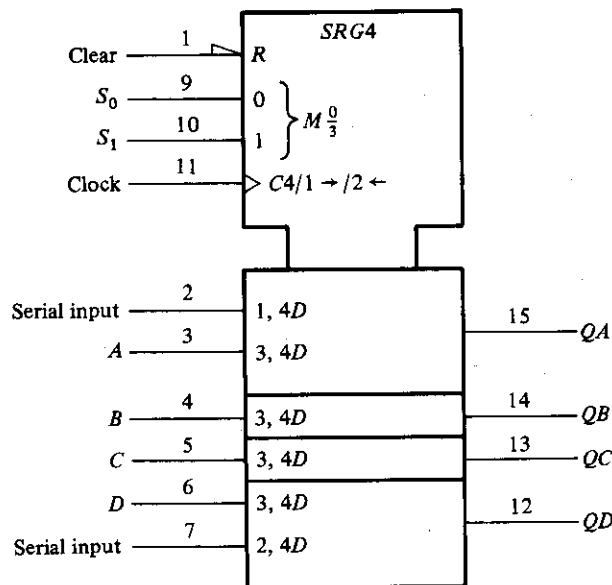 SRG4
Clear 1 R
S0 9 0
M 0/3
S1 10 1
Clock 11 C4/1 → /2 ←
Serial input 2 1, 4D
15 QA
A 3 3, 4D
B 4 3, 4D 14 QB
C 5 3, 4D 13 QC
D 6 3, 4D
12 QD
Serial input 7 2, 4D